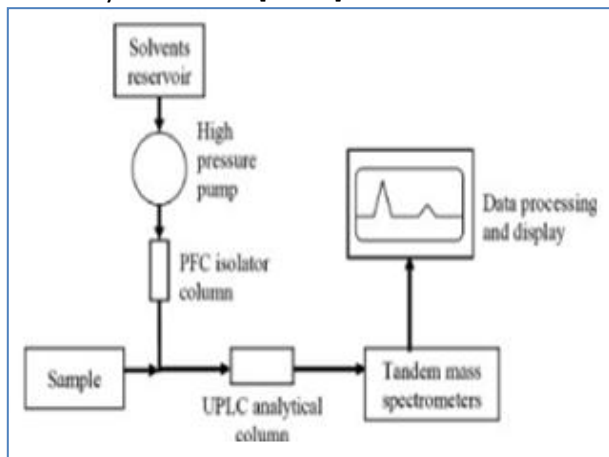 Solvents
reservoir
High
pressure
pump
PFC isolator
column
Data processing
and display
Sample
UPLC analytical
column
Tandem mass
spectrometers